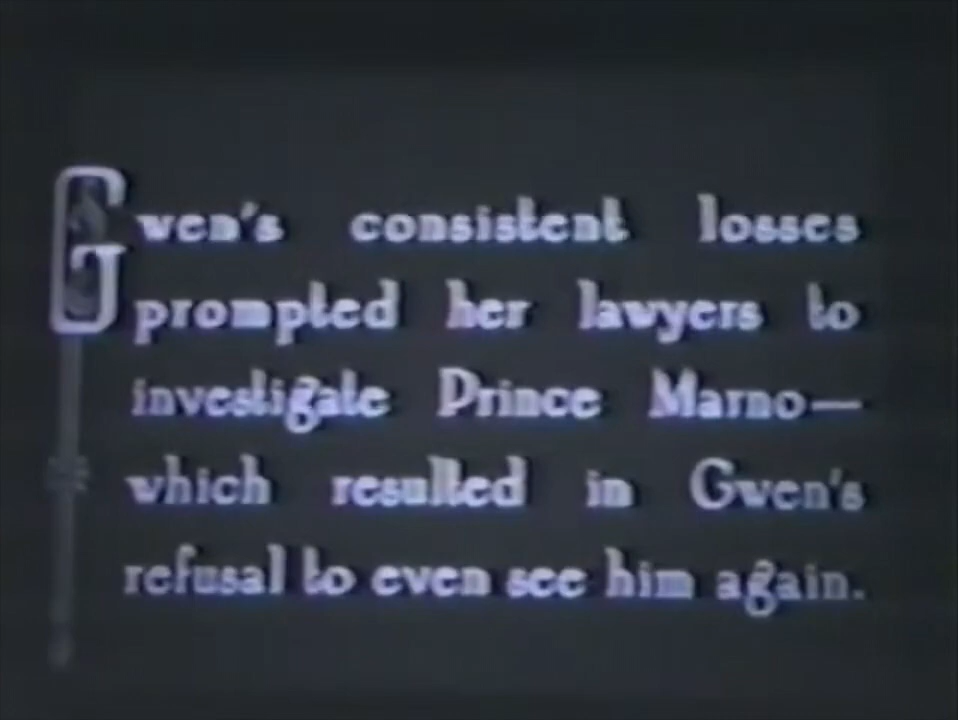 Gwen's consistent losses
prompted her lawyers to
investigate Prince Marno—
which resulted in Gwen's
refusal to even see him again.